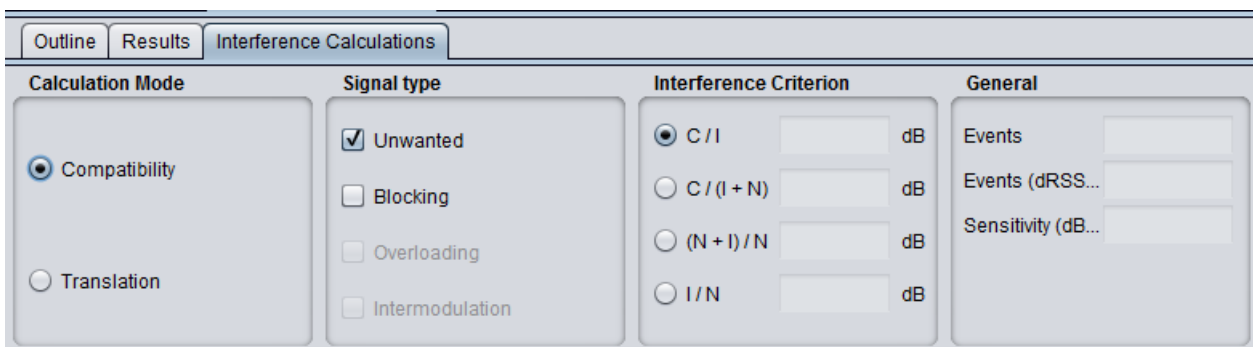 Outline Results Interference Calculations
Calculation Mode Signal type Interference Criterion General
Compatibility
Translation
Unwanted
Blocking
Overloading
Intermodulation
C / I dB
C / (I + N) dB
(N + I) / N dB
I / N dB
Events
Events (dRSS...
Sensitivity (dB...